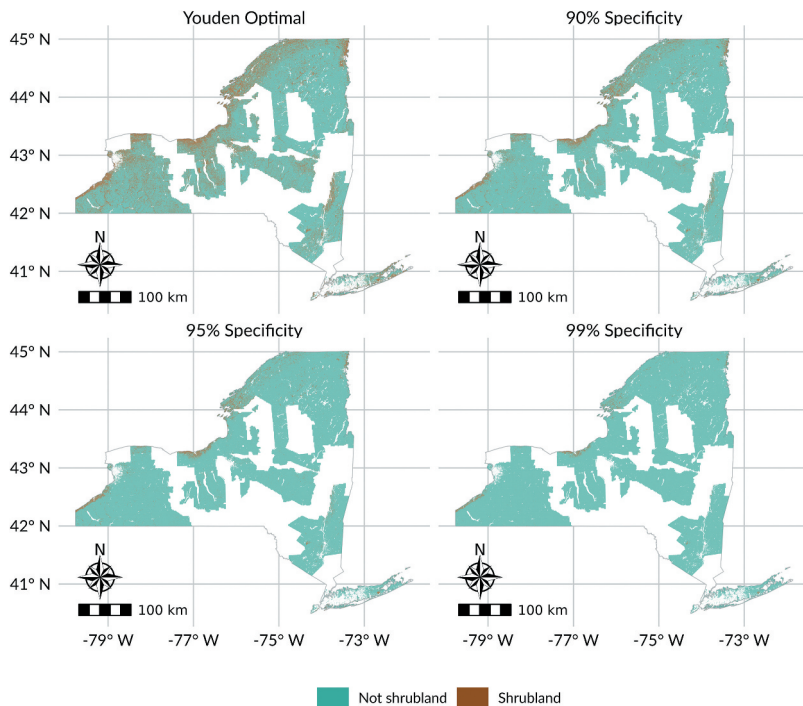 Youden Optimal
90% Specificity
45° N
44° N
43° N
42° N
41° N
N
100 km
N
100 km
95% Specificity
99% Specificity
45° N
44° N
43° N
42° N
41° N
N
100 km
N
100 km
-79° W -77° W -75° W -73° W
-79° W -77° W -75° W -73° W
Not shrubland Shrubland